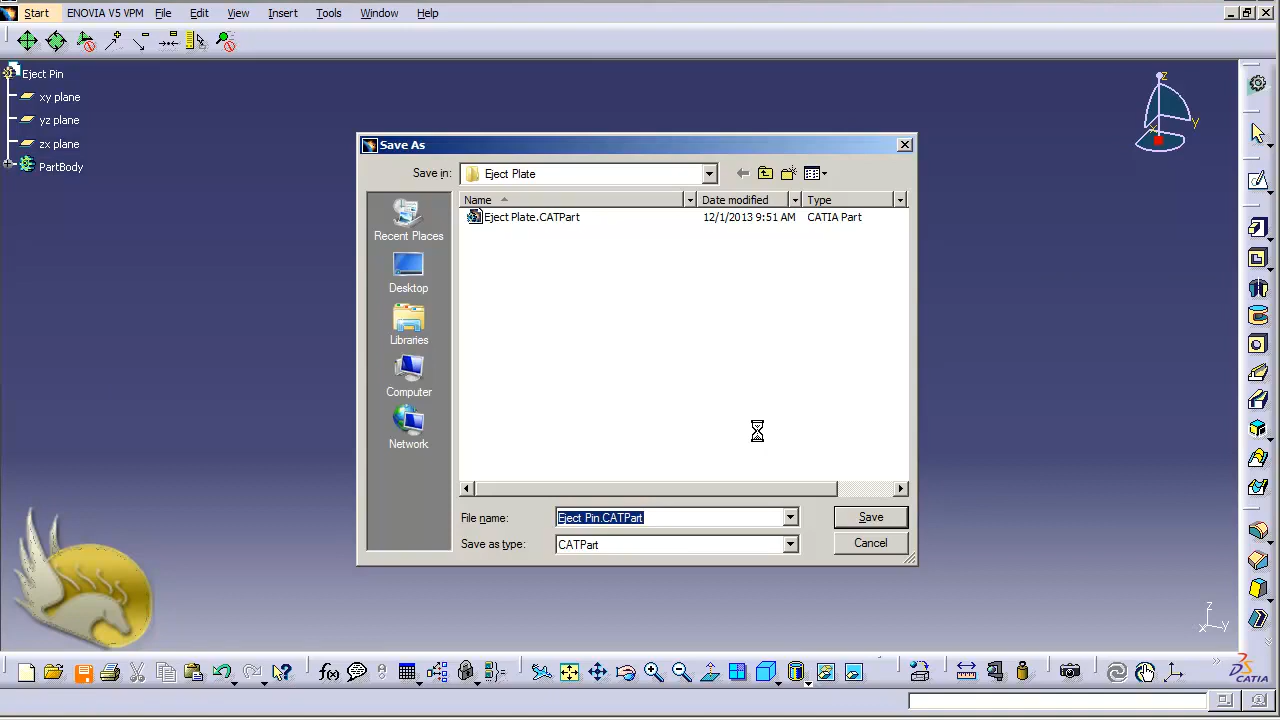 Start ENOVIA V5 VPM File Edit View Insert Tools Window Help
Eject Pin
xy plane
yz plane
zx plane
PartBody
z
y
Save As
Save in: Eject Plate
Name Date modified Type
Eject Plate.CATPart 12/1/2013 9:51 AM CATIA Part
Recent Places
Desktop
Libraries
Computer
Network
File name: Eject Pin.CATPart Save
Save as type: CATPart Cancel
z
x y
f(x)
CATIA